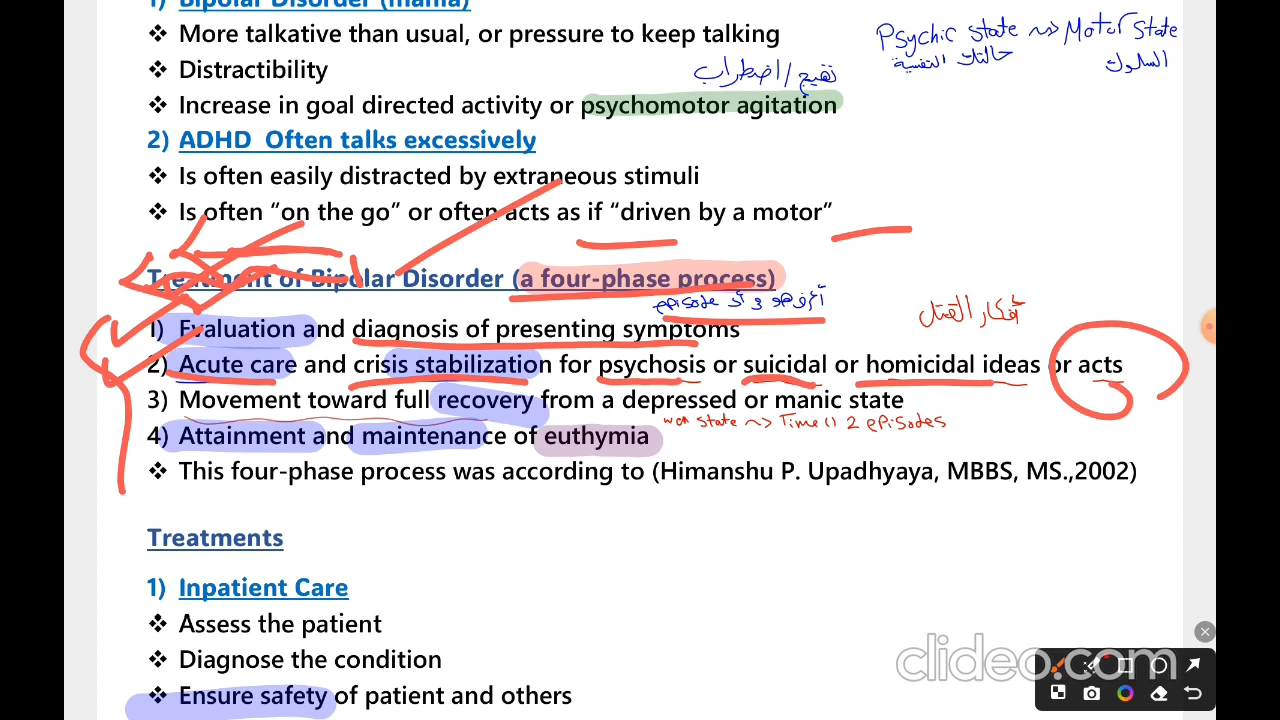 1) Bipolar Disorder (mania)
❖ More talkative than usual, or pressure to keep talking
Psychic state ~> Motor State
حالتك النفسية السلوك
❖ Distractibility
تهيج / اضطراب
❖ Increase in goal directed activity or psychomotor agitation
2) ADHD Often talks excessively
❖ Is often easily distracted by extraneous stimuli
❖ Is often “on the go” or often acts as if “driven by a motor”
Treatment of Bipolar Disorder (a four-phase process)
episode
أفكار القتل
1) Evaluation and diagnosis of presenting symptoms
2) Acute care and crisis stabilization for psychosis or suicidal or homicidal ideas or acts
3) Movement toward full recovery from a depressed or manic state
state ~> Time 2 episodes
4) Attainment and maintenance of euthymia
❖ This four-phase process was according to (Himanshu P. Upadhyaya, MBBS, MS.,2002)
Treatments
1) Inpatient Care
❖ Assess the patient
❖ Diagnose the condition
❖ Ensure safety of patient and others
clideo.com